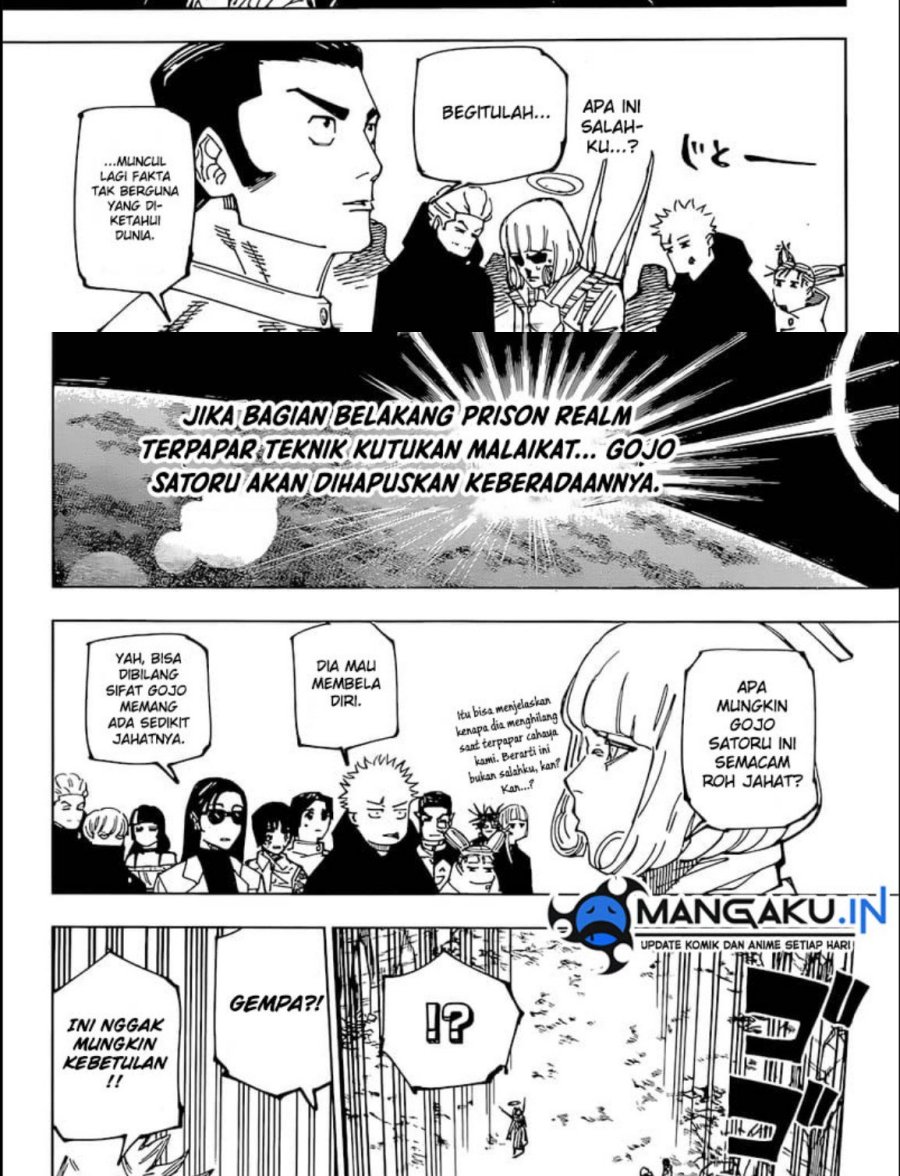 APA INI
SALAH-
KU...?
じとー
BEGITULAH...
...MUNCUL
LAGI FAKTA
TAK BERGUNA
YANG DI-
KETAHUI
DUNIA.
JIKA BAGIAN BELAKANG PRISON REALM
TERPAPAR TEKNIK KUTUKAN MALAIKAT... GOJO
SATORU AKAN DIHAPUSKAN KEBERADAANNYA.
APA
MUNGKIN
GOJO
SATORU INI
SEMACAM
ROH JAHAT?
Itu bisa menjelaskan
kenapa dia menghilang
saat terpapar cahaya
kami. Berarti ini
bukan salahku, kan?
Kan...?
DIA MAU
MEMBELA
DIRI.
YAH, BISA
DIBILANG
SIFAT GOJO
MEMANG
ADA SEDIKIT
JAHATNYA.
MANGAKU.IN
UPDATE KOMIK DAN ANIME SETIAP HARI
ゴゴ
!?
GEMPA?!
INI NGGAK
MUNGKIN
KEBETULAN
!!